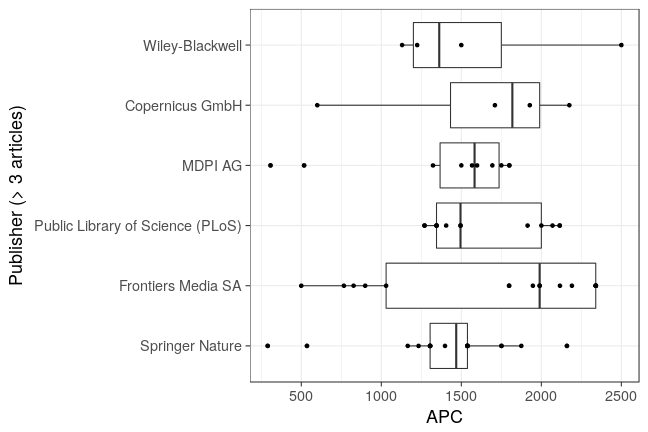 Publisher (> 3 articles)
Wiley-Blackwell
Copernicus GmbH
MDPI AG
Public Library of Science (PLoS)
Frontiers Media SA
Springer Nature
500 1000 1500 2000 2500
APC